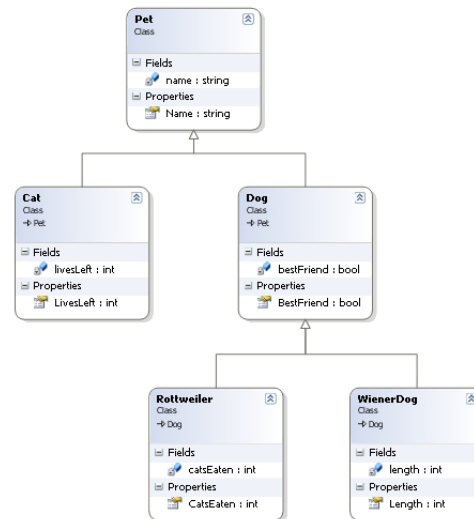 Pet
Class
Fields
name : string
Properties
Name : string
Cat
Class
Pet
Fields
livesLeft : int
Properties
LivesLeft : int
Dog
Class
Pet
Fields
bestFriend : bool
Properties
BestFriend : bool
Rottweiler
Class
Dog
Fields
catsEaten : int
Properties
CatsEaten : int
WienerDog
Class
Dog
Fields
length : int
Properties
Length : int